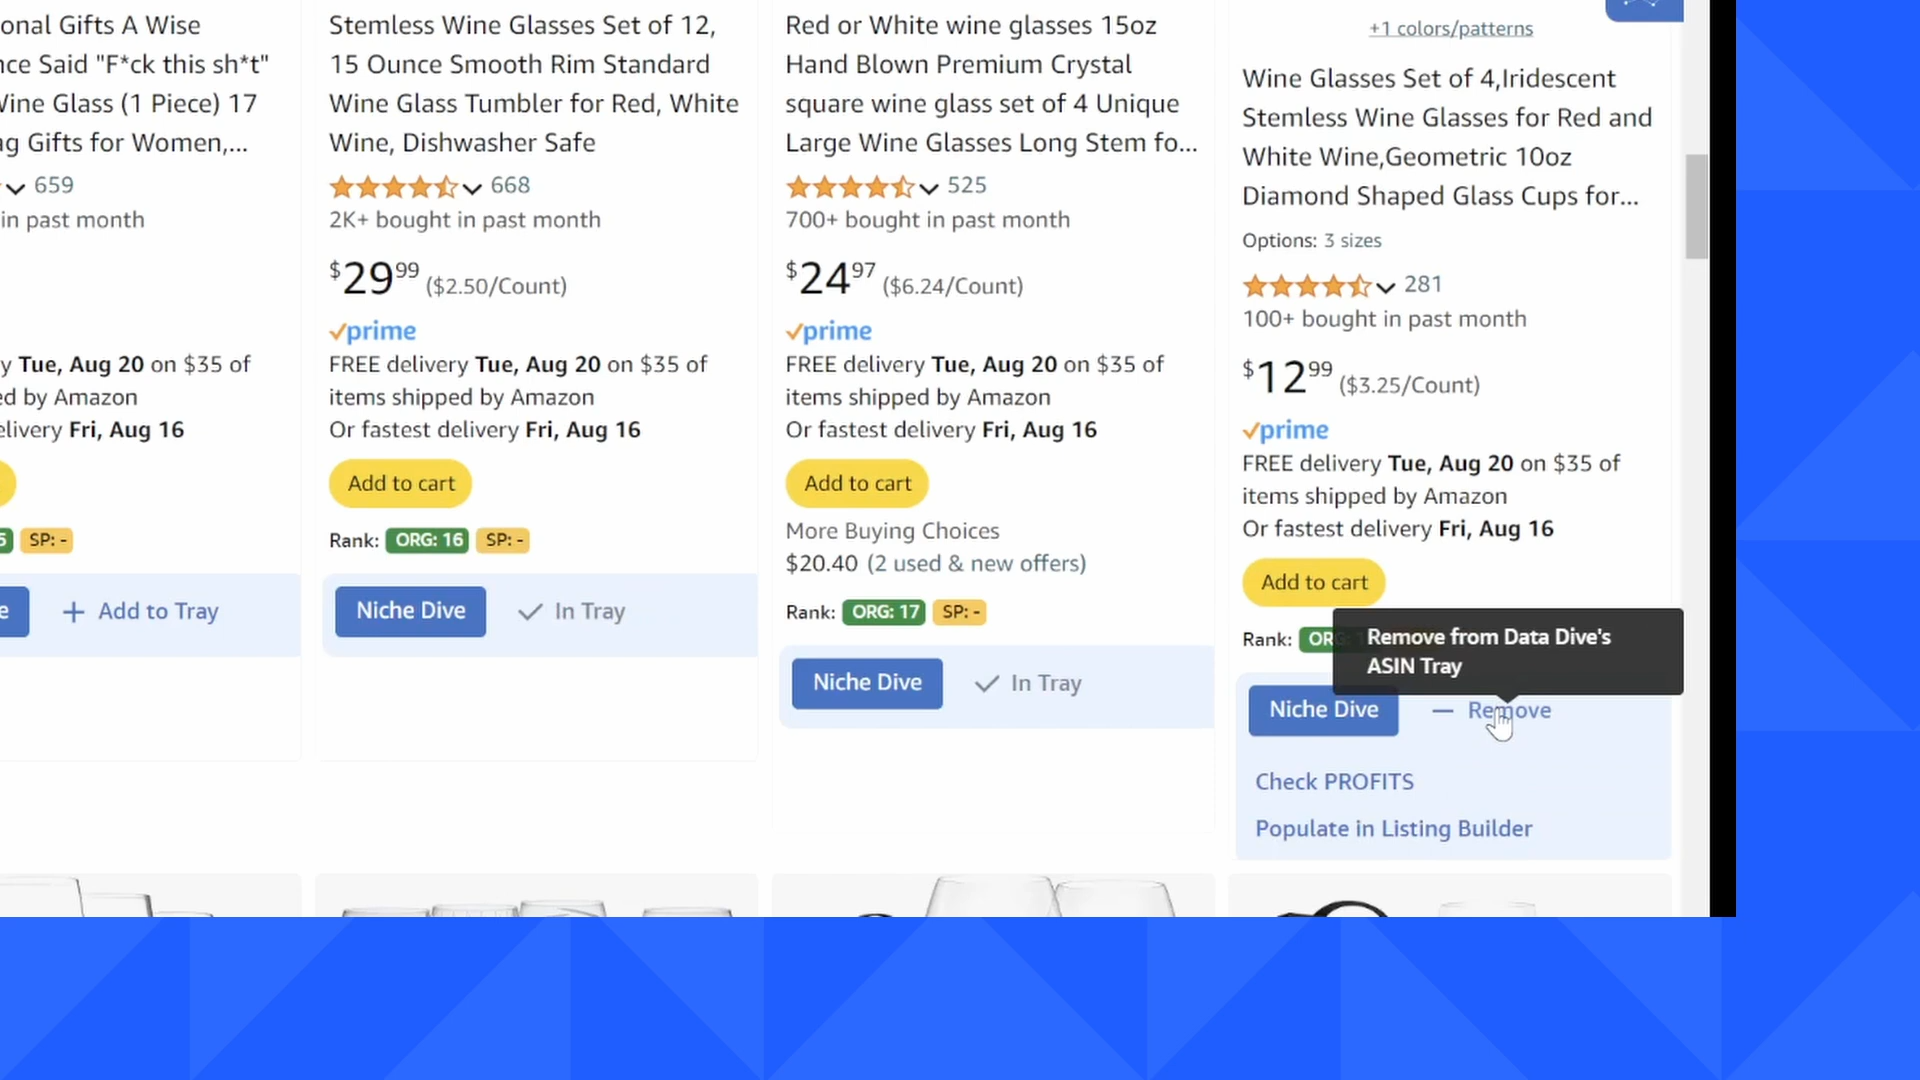 onal Gifts A Wise
nce Said "F*ck this sh*t"
Wine Glass (1 Piece) 17
ag Gifts for Women,...
659
in past month
y Tue, Aug 20 on $35 of
ed by Amazon
elivery Fri, Aug 16
5 SP: -
e + Add to Tray
Stemless Wine Glasses Set of 12,
15 Ounce Smooth Rim Standard
Wine Glass Tumbler for Red, White
Wine, Dishwasher Safe
668
2K+ bought in past month
$29.99 ($2.50/Count)
prime
FREE delivery Tue, Aug 20 on $35 of
items shipped by Amazon
Or fastest delivery Fri, Aug 16
Add to cart
Rank: ORG: 16 SP: -
Niche Dive In Tray
Red or White wine glasses 15oz
Hand Blown Premium Crystal
square wine glass set of 4 Unique
Large Wine Glasses Long Stem fo...
525
700+ bought in past month
$24.97 ($6.24/Count)
prime
FREE delivery Tue, Aug 20 on $35 of
items shipped by Amazon
Or fastest delivery Fri, Aug 16
Add to cart
More Buying Choices
$20.40 (2 used & new offers)
Rank: ORG: 17 SP: -
Niche Dive In Tray
+1 colors/patterns
Wine Glasses Set of 4,Iridescent
Stemless Wine Glasses for Red and
White Wine,Geometric 10oz
Diamond Shaped Glass Cups for...
Options: 3 sizes
281
100+ bought in past month
$12.99 ($3.25/Count)
prime
FREE delivery Tue, Aug 20 on $35 of
items shipped by Amazon
Or fastest delivery Fri, Aug 16
Add to cart
Rank:
Remove from Data Dive's
ASIN Tray
Niche Dive — Remove
Check PROFITS
Populate in Listing Builder